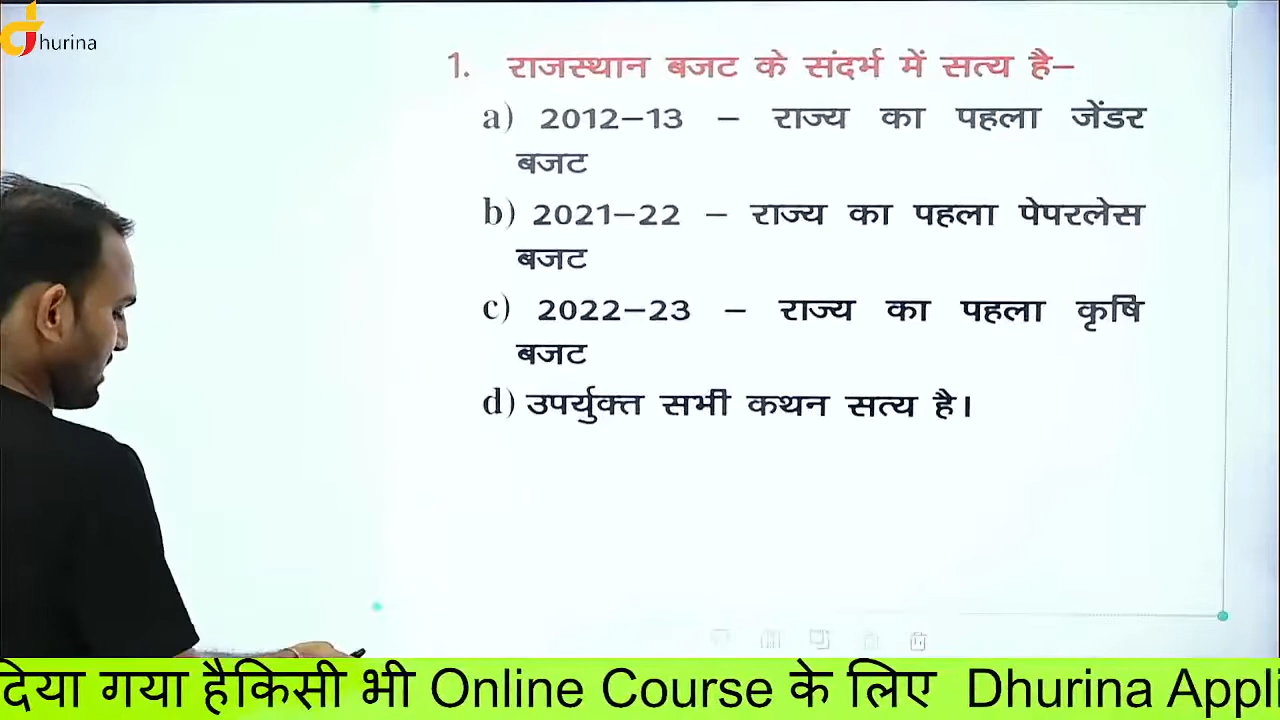 hurina
1. राजस्थान बजट के संदर्भ में सत्य है–
a) 2012–13 – राज्य का पहला जेंडर
बजट
b) 2021–22 – राज्य का पहला पेपरलेस
बजट
c) 2022–23 – राज्य का पहला कृषि
बजट
d) उपर्युक्त सभी कथन सत्य है।
दिया गया हैकिसी भी Online Course के लिए Dhurina Appli